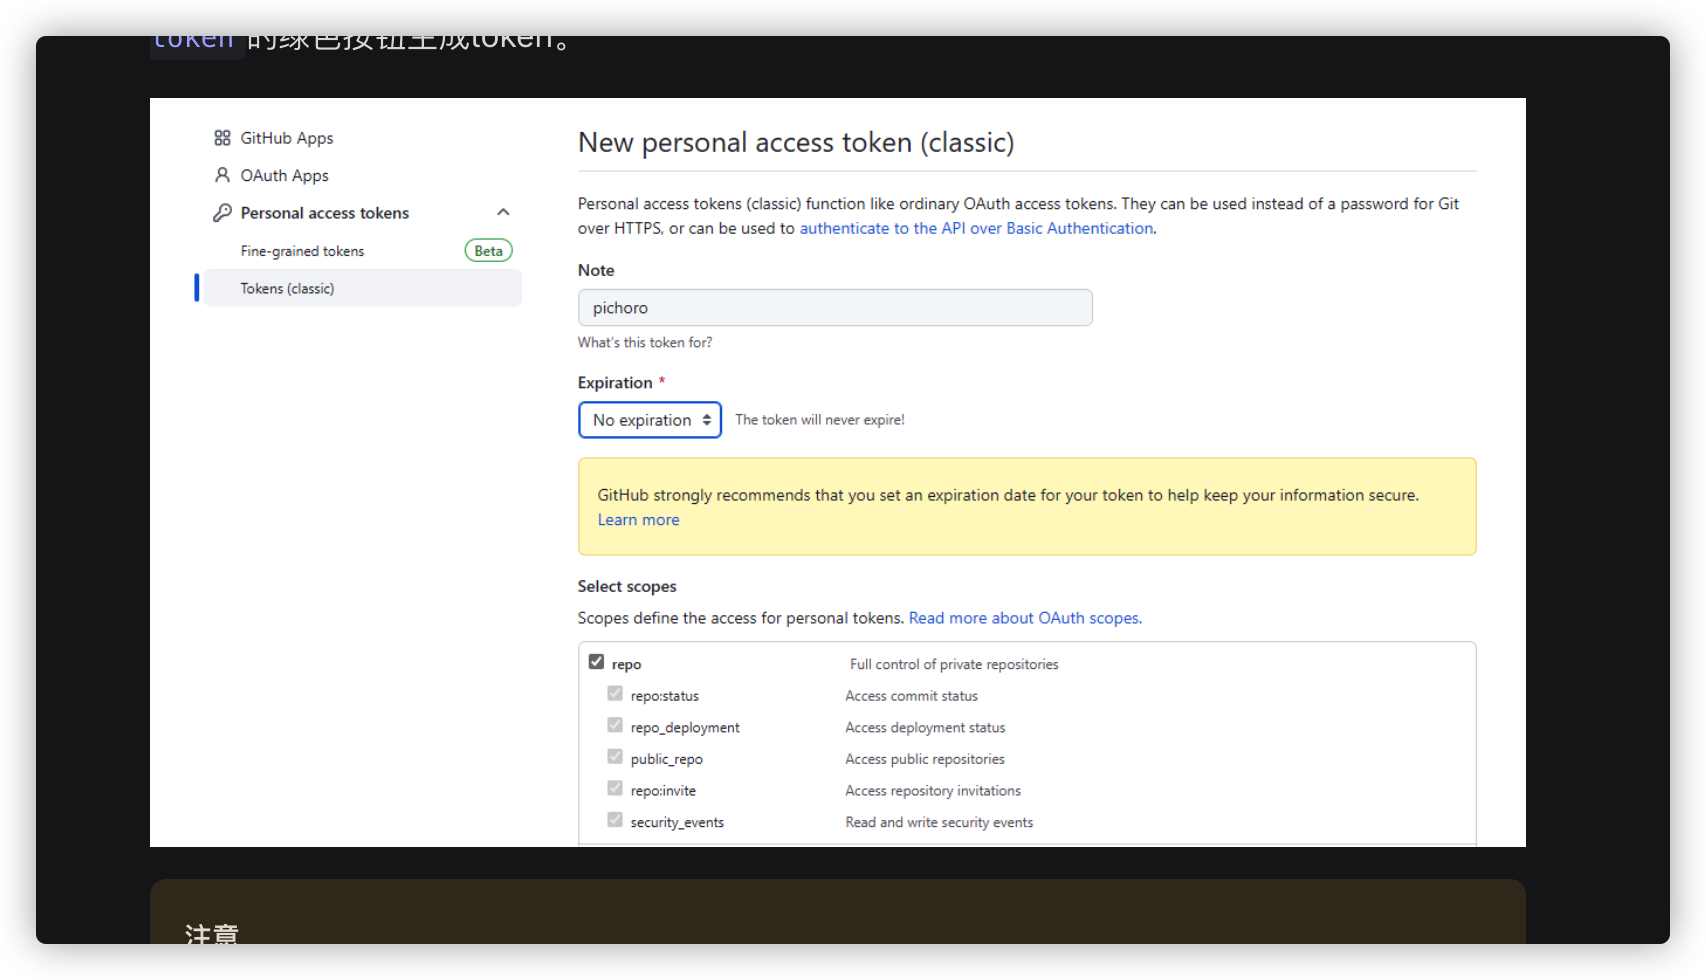 token 的绿色按钮生成token。
GitHub Apps
OAuth Apps
Personal access tokens
Fine-grained tokens Beta
Tokens (classic)
New personal access token (classic)
Personal access tokens (classic) function like ordinary OAuth access tokens. They can be used instead of a password for Git
over HTTPS, or can be used to authenticate to the API over Basic Authentication.
Note
pichoro
What's this token for?
Expiration *
No expiration The token will never expire!
GitHub strongly recommends that you set an expiration date for your token to help keep your information secure.
Learn more
Select scopes
Scopes define the access for personal tokens. Read more about OAuth scopes.
repo Full control of private repositories
repo:status Access commit status
repo_deployment Access deployment status
public_repo Access public repositories
repo:invite Access repository invitations
security_events Read and write security events
注意